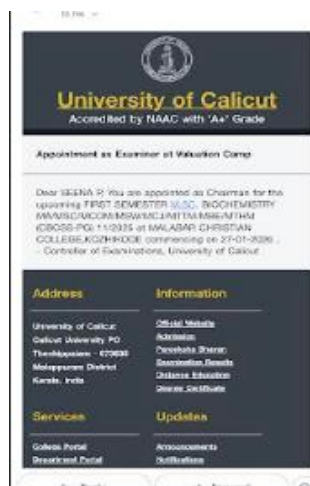 University of Calicut
Accredited by NAAC with 'A+' Grade
Appointment as Examiner at Valuation Camp
Dear SEENA P, You are appointed as Chairman for the
upcoming FIRST SEMESTER M.SC. BIOCHEMISTRY
MA/MSC/MCOM/MSW/MCJ/MTTM/MBE/MTHM
(CBCSS-PG) 11/2025 at MALABAR CHRISTIAN
COLLEGE,KOZHIKODE commencing on 27-01-2026 .
- Controller of Examinations, University of Calicut
Address
University of Calicut
Calicut University PO
Thenhippalam - 673635
Malappuram District
Kerala, India
Information
Official Website
Admission
Pareeksha Bhavan
Examination Results
Distance Education
Degree Certificate
Services
College Portal
Department Portal
Updates
Announcements
Notifications